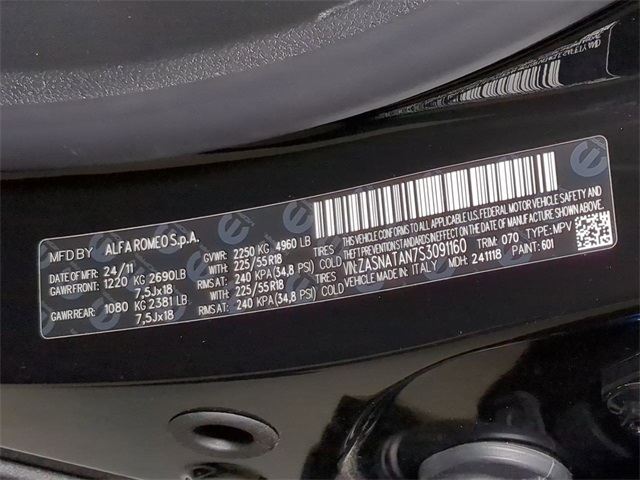 MFD BY ALFA ROMEO S.p.A.
DATE OF MFR: 24/11 GVWR: 2250 KG 4960 LB
GAWR FRONT: 1220 KG 2690LB TIRES 225/55R18
7,5Jx18 RIMS AT: 240 KPA (34,8 PSI) COLD
GAWR REAR: 1080 KG 2381 LB. TIRES 225/55R18
7,5Jx18 RIMS AT: 240 KPA (34,8 PSI) COLD
THIS VEHICLE CONFORMS TO ALL APPLICABLE U.S. FEDERAL MOTOR VEHICLE SAFETY AND
THEFT PREVENTION STANDARDS IN EFFECT ON THE DATE OF MANUFACTURE SHOWN ABOVE
VIN: ZASNATAN7S3091160 TRIM: 070 TYPE: MPV
VEHICLE MADE IN: ITALY MDH: 241118 PAINT: 601